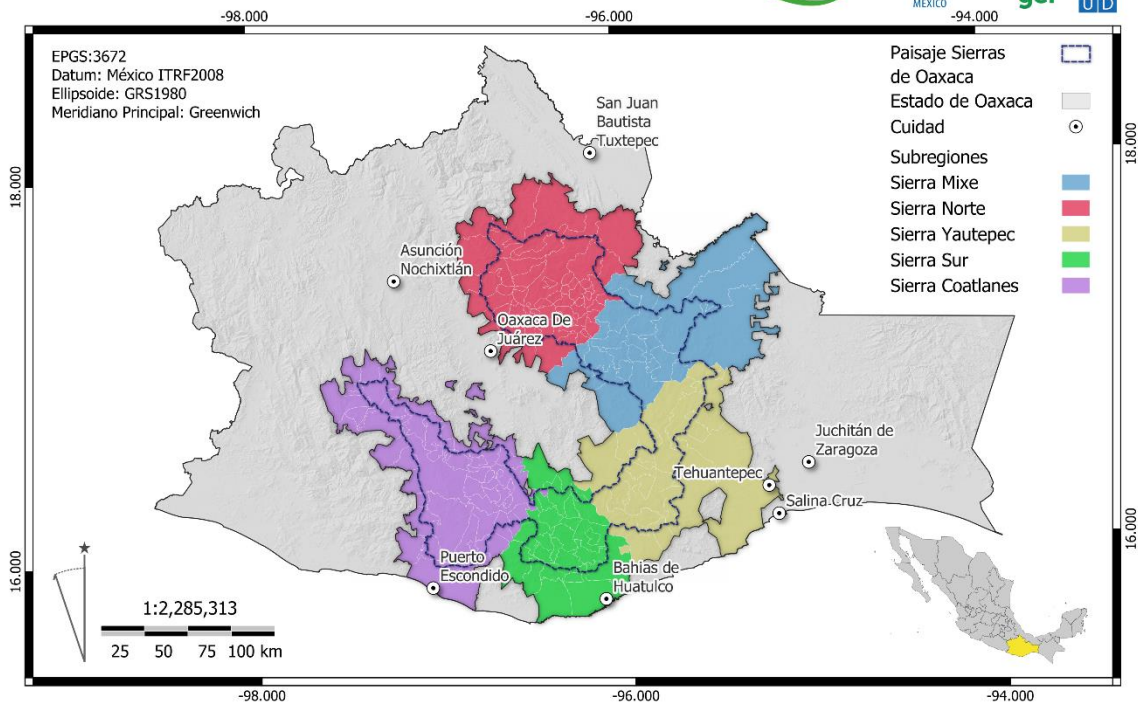 MÉXICO
-98.000
-96.000
-94.000
EPGS:3672
Datum: México ITRF2008
Ellipsoide: GRS1980
Meridiano Principal: Greenwich
Paisaje Sierras
de Oaxaca
Estado de Oaxaca
Cuidad
Subregiones
Sierra Mixe
Sierra Norte
Sierra Yautepec
Sierra Sur
Sierra Coatlanes
San Juan
Bautista
Tuxtepec
18.000
18.000
Asunción
Nochixtlán
Oaxaca De
Juárez
Juchitán de
Zaragoza
Tehuantepec
Salina Cruz
16.000
16.000
Puerto
Escondido
Bahias de
Huatulco
1:2,285,313
25 50 75 100 km
-98.000
-96.000
-94.000